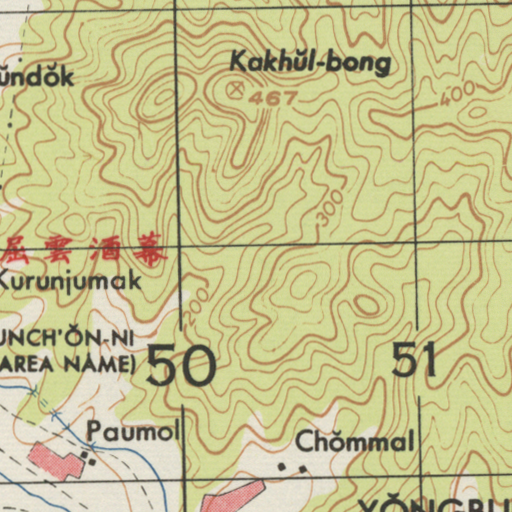 Kakhŭl-bong
ŭndŏk
467
400
300
屈雲酒幕
Kurunjumak
200
UNCH'ŎN-NI
(AREA NAME)
50
51
Paumol
Chŏmmal